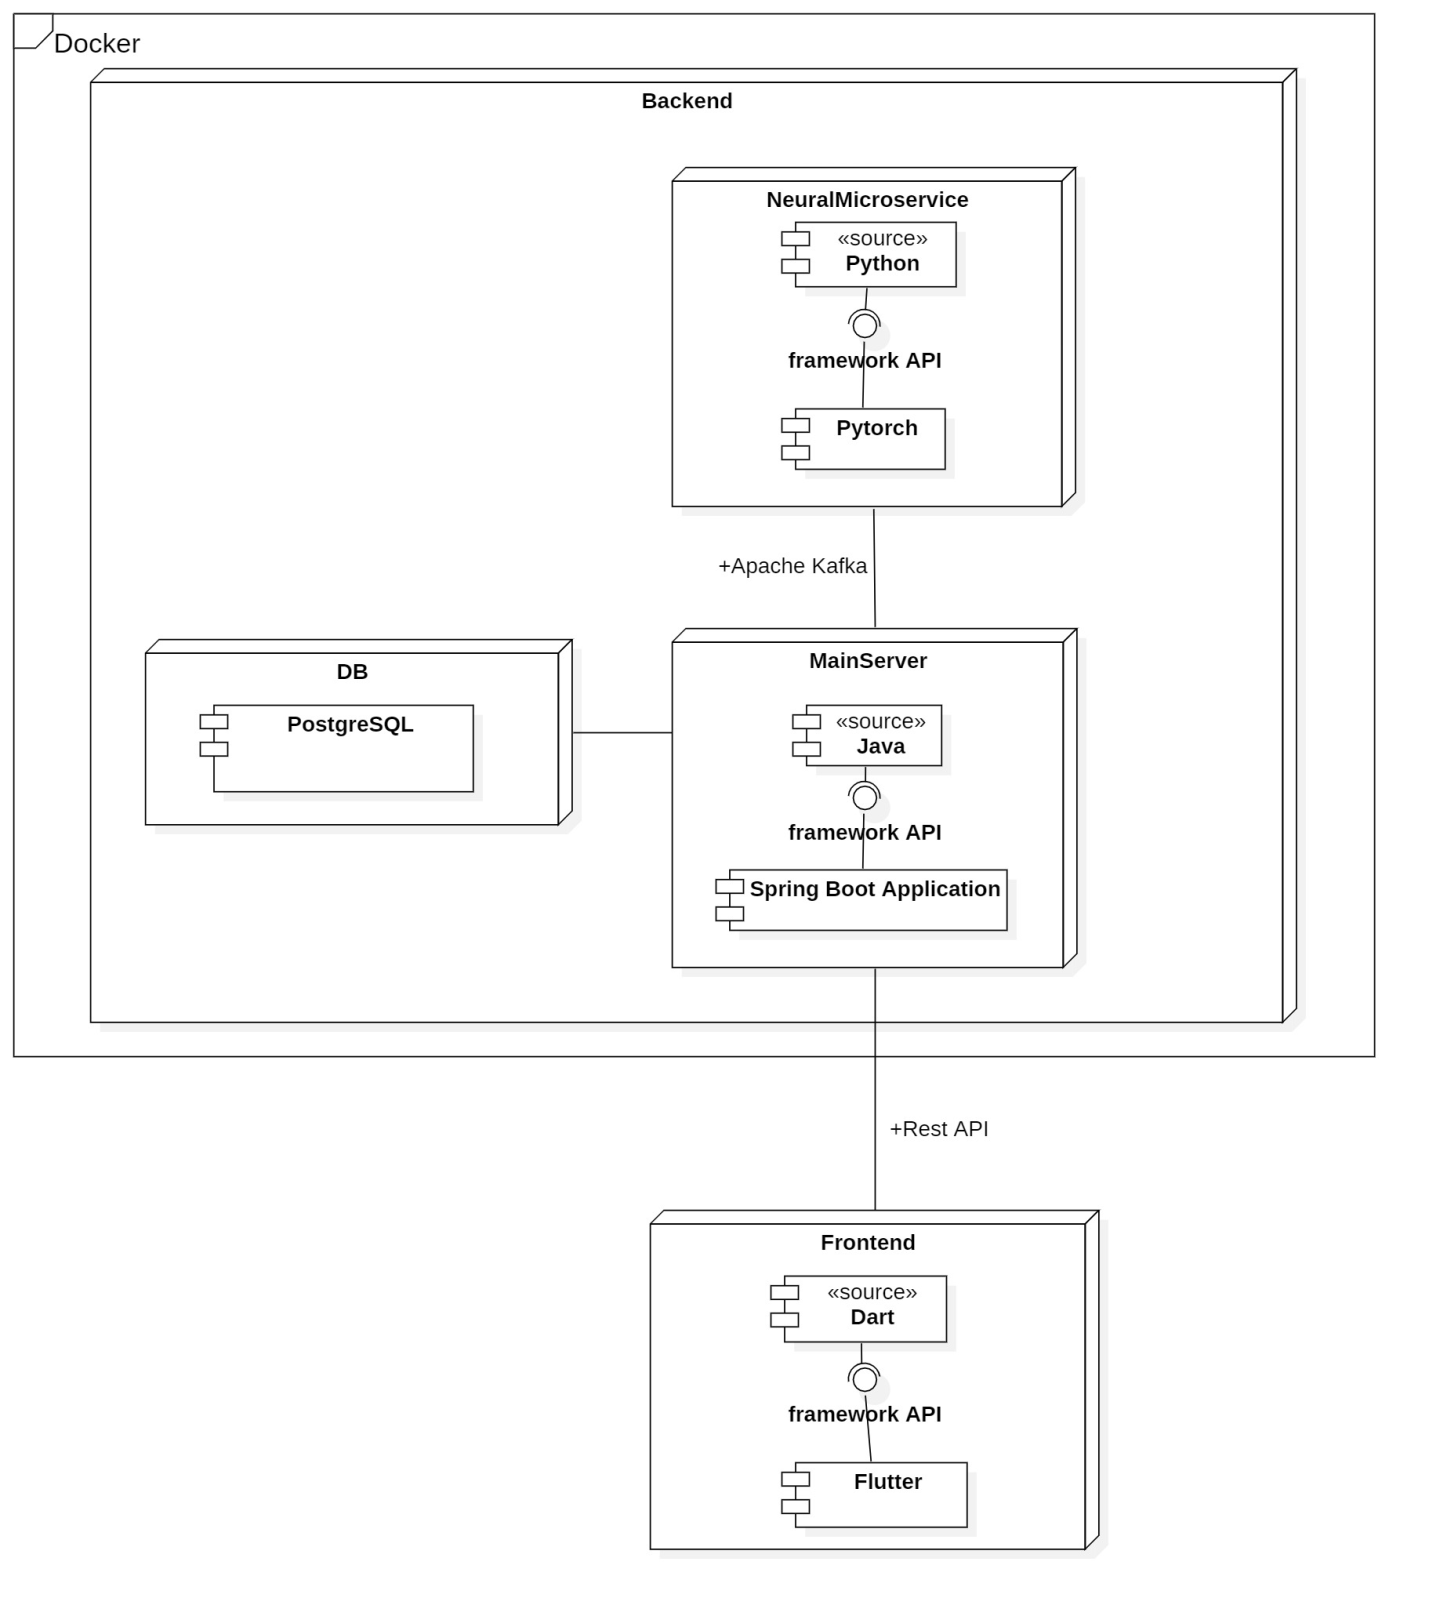 Docker
Backend
NeuralMicroservice
«source»
Python
framework API
Pytorch
+Apache Kafka
DB
PostgreSQL
MainServer
«source»
Java
framework API
Spring Boot Application
+Rest API
Frontend
«source»
Dart
framework API
Flutter